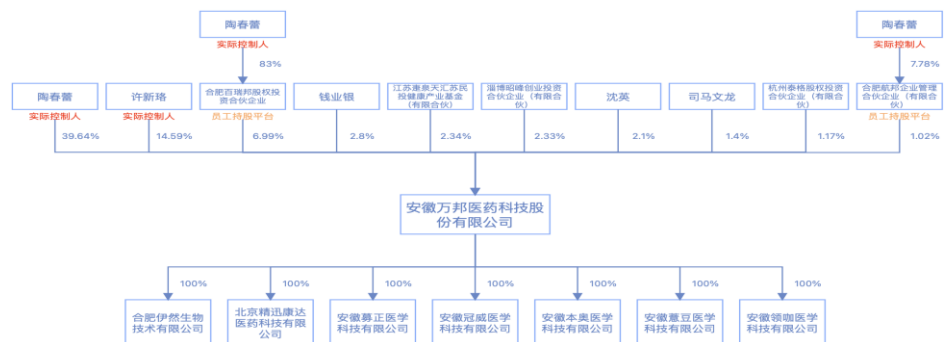 陶春蕾
陶春蕾
实际控制人
实际控制人
83%
7.78%
陶春蕾
许新珞
合肥百瑞邦股权投
资合伙企业
钱业银
江苏惠泉天汇苏民
投健康产业基金
（有限合伙）
淄博昭峰创业投资
合伙企业（有限合
伙）
沈英
司马文龙
杭州泰格股权投资
合伙企业（有限合
伙）
合肥航邦企业管理
合伙企业（有限合
伙）
实际控制人
实际控制人
员工持股平台
员工持股平台
39.64%
14.59%
6.99%
2.8%
2.34%
2.33%
2.1%
1.4%
1.17%
1.02%
安徽万邦医药科技股
份有限公司
100%
100%
100%
100%
100%
100%
100%
合肥伊然生物
技术有限公司
北京精迅康达
医药科技有限公
司
安徽募正医学
科技有限公司
安徽冠威医学
科技有限公司
安徽本奥医学
科技有限公司
安徽薏豆医学
科技有限公司
安徽领咖医学
科技有限公司